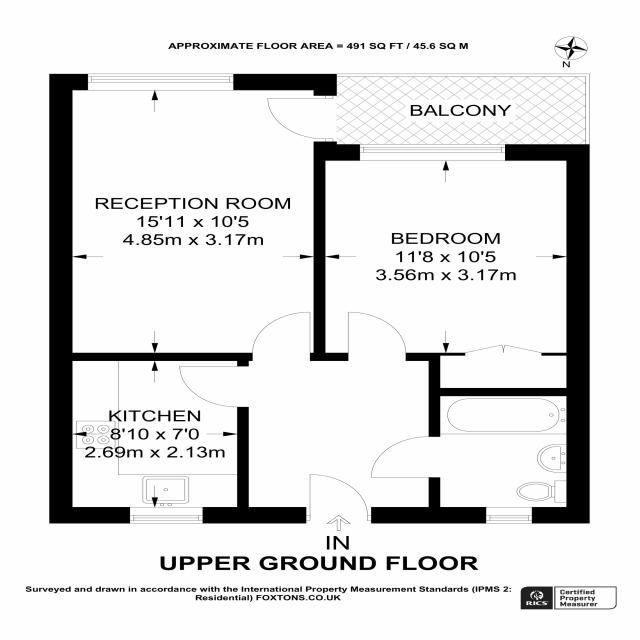 APPROXIMATE FLOOR AREA = 491 SQ FT / 45.6 SQ M
N
BALCONY
RECEPTION ROOM
15'11 x 10'5
4.85m x 3.17m
BEDROOM
11'8 x 10'5
3.56m x 3.17m
KITCHEN
8'10 x 7'0
2.69m x 2.13m
IN
UPPER GROUND FLOOR
Surveyed and drawn in accordance with the International Property Measurement Standards (IPMS 2:
Residential) FOXTONS.CO.UK
RICS
Certified
Property
Measurer